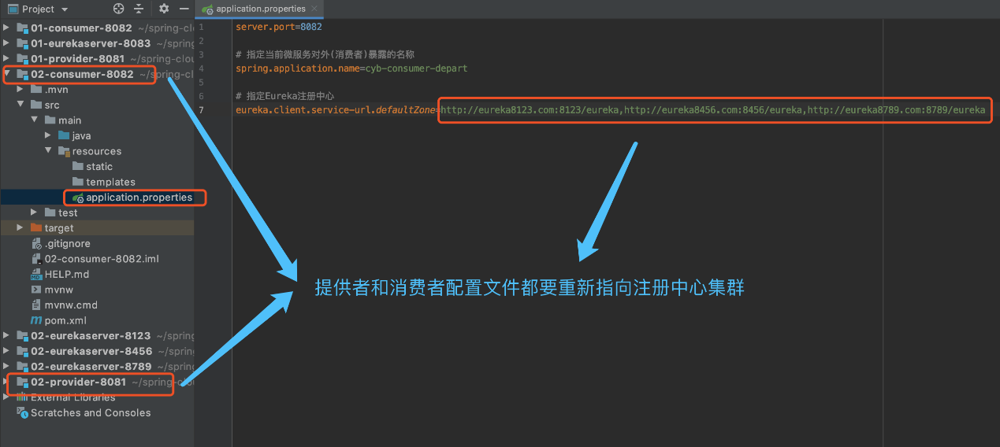 Project
application.properties
01-consumer-8082 ~/spring-clo
01-eurekaserver-8083 ~/spring
01-provider-8081 ~/spring-clou
02-consumer-8082 ~/spring-cl
.mvn
src
main
java
resources
static
templates
application.properties
test
target
.gitignore
02-consumer-8082.iml
HELP.md
mvnw
mvnw.cmd
pom.xml
02-eurekaserver-8123 ~/spring
02-eurekaserver-8456 ~/spring
02-eurekaserver-8789 ~/spring
02-provider-8081 ~/spring-clou
External Libraries
Scratches and Consoles
1 server.port=8082
2
3 # 指定当前微服务对外(消费者)暴露的名称
4 spring.application.name=cyb-consumer-depart
5
6 # 指定Eureka注册中心
7 eureka.client.service-url.defaultZone=http://eureka8123.com:8123/eureka,http://eureka8456.com:8456/eureka,http://eureka8789.com:8789/eureka
提供者和消费者配置文件都要重新指向注册中心集群